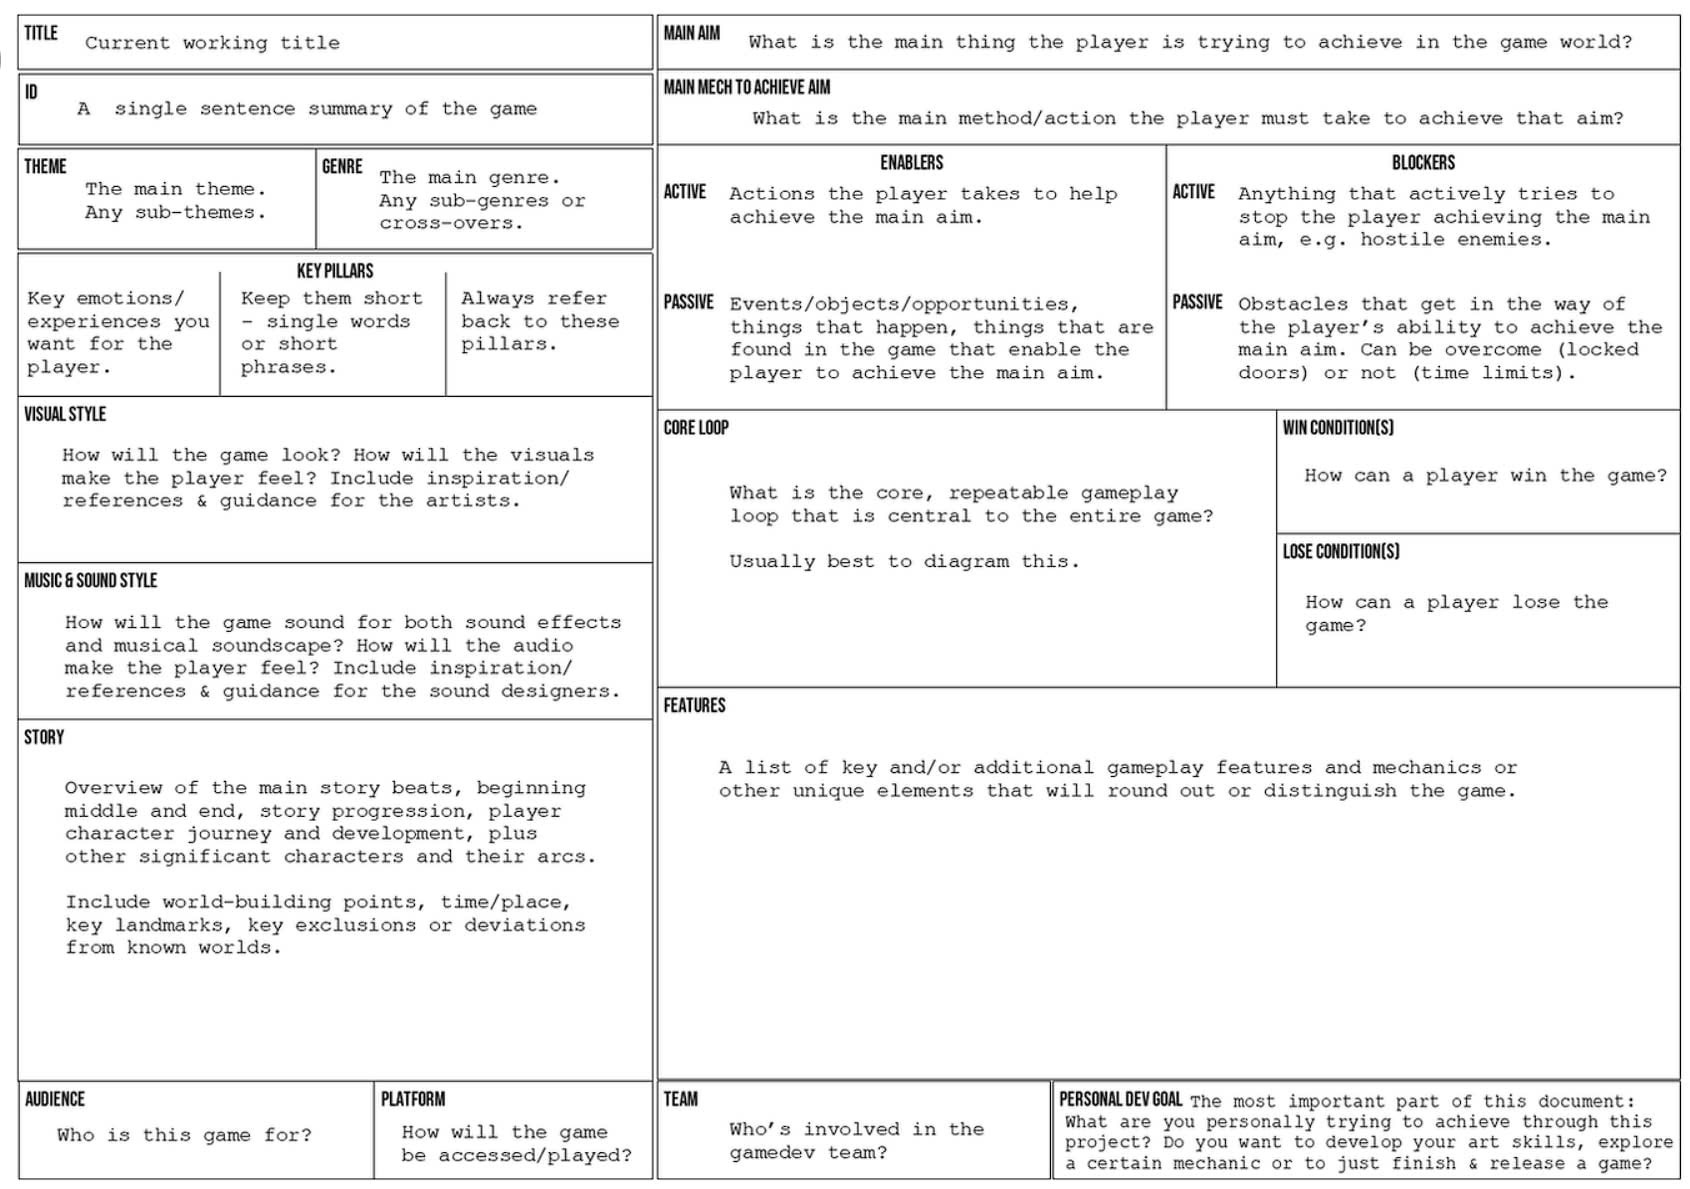 TITLE
Current working title
ID
A single sentence summary of the game
THEME
The main theme.
Any sub-themes.
GENRE
The main genre.
Any sub-genres or
cross-overs.
KEY PILLARS
Key emotions/
experiences you
want for the
player.
Keep them short
- single words
or short
phrases.
Always refer
back to these
pillars.
VISUAL STYLE
How will the game look? How will the visuals
make the player feel? Include inspiration/
references & guidance for the artists.
MUSIC & SOUND STYLE
How will the game sound for both sound effects
and musical soundscape? How will the audio
make the player feel? Include inspiration/
references & guidance for the sound designers.
STORY
Overview of the main story beats, beginning
middle and end, story progression, player
character journey and development, plus
other significant characters and their arcs.
Include world-building points, time/place,
key landmarks, key exclusions or deviations
from known worlds.
AUDIENCE
Who is this game for?
PLATFORM
How will the game
be accessed/played?
MAIN AIM
What is the main thing the player is trying to achieve in the game world?
MAIN MECH TO ACHIEVE AIM
What is the main method/action the player must take to achieve that aim?
ENABLERS
ACTIVE
Actions the player takes to help
achieve the main aim.
PASSIVE
Events/objects/opportunities,
things that happen, things that are
found in the game that enable the
player to achieve the main aim.
BLOCKERS
ACTIVE
Anything that actively tries to
stop the player achieving the main
aim, e.g. hostile enemies.
PASSIVE
Obstacles that get in the way of
the player's ability to achieve the
main aim. Can be overcome (locked
doors) or not (time limits).
CORE LOOP
What is the core, repeatable gameplay
loop that is central to the entire game?
Usually best to diagram this.
WIN CONDITION(S)
How can a player win the game?
LOSE CONDITION(S)
How can a player lose the
game?
FEATURES
A list of key and/or additional gameplay features and mechanics or
other unique elements that will round out or distinguish the game.
TEAM
Who's involved in the
gamedev team?
PERSONAL DEV GOAL The most important part of this document:
What are you personally trying to achieve through this
project? Do you want to develop your art skills, explore
a certain mechanic or to just finish & release a game?